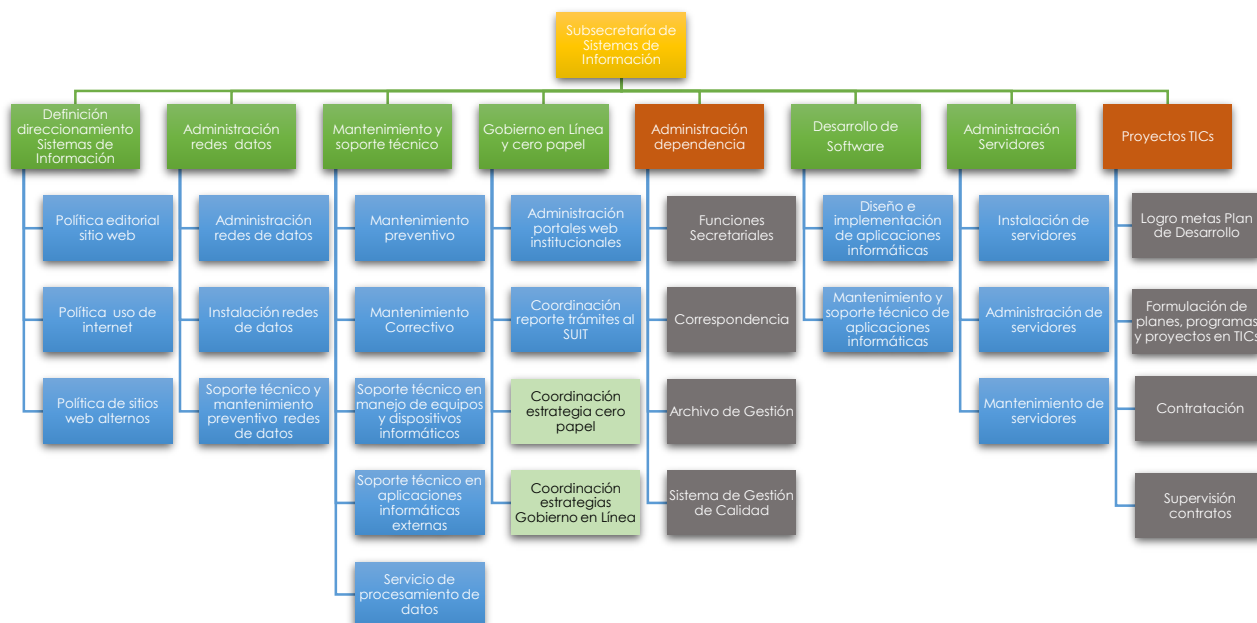 Subsecretaría de
Sistemas de
Información
Definición
direccionamiento
Sistemas de
Información
Administración
redes datos
Mantenimiento y
soporte técnico
Gobierno en Línea
y cero papel
Administración
dependencia
Desarrollo de
Software
Administración
Servidores
Proyectos TICs
Política editorial
sitio web
Política uso de
internet
Política de sitios
web alternos
Administración
redes de datos
Instalación redes
de datos
Soporte técnico y
mantenimiento
preventivo redes
de datos
Mantenimiento
preventivo
Mantenimiento
Correctivo
Soporte técnico en
manejo de equipos
y dispositivos
informáticos
Soporte técnico en
aplicaciones
informáticas
externas
Servicio de
procesamiento de
datos
Administración
portales web
institucionales
Coordinación
reporte trámites al
SUIT
Coordinación
estrategia cero
papel
Coordinación
estrategias
Gobierno en Línea
Funciones
Secretariales
Correspondencia
Archivo de Gestión
Sistema de Gestión
de Calidad
Diseño e
implementación
de aplicaciones
informáticas
Mantenimiento y
soporte técnico de
aplicaciones
informáticas
Instalación de
servidores
Administración de
servidores
Mantenimiento de
servidores
Logro metas Plan
de Desarrollo
Formulación de
planes, programas
y proyectos en TICs
Contratación
Supervisión
contratos